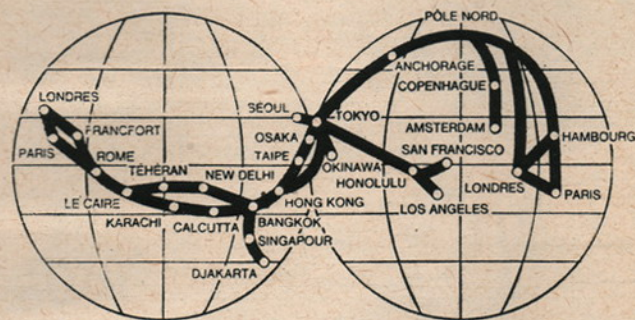 PÔLE NORD
ANCHORAGE
COPENHAGUE
LONDRES
SÉOUL
TOKYO
FRANCFORT
OSAKA
AMSTERDAM
HAMBOURG
PARIS
ROME
TAIPE
SAN FRANCISCO
TÉHÉRAN
NEW DELHI
OKINAWA
HONOLULU
LONDRES
PARIS
LE CAIRE
HONG KONG
LOS ANGELES
KARACHI
CALCUTTA
BANGKOK
SINGAPOUR
DJAKARTA